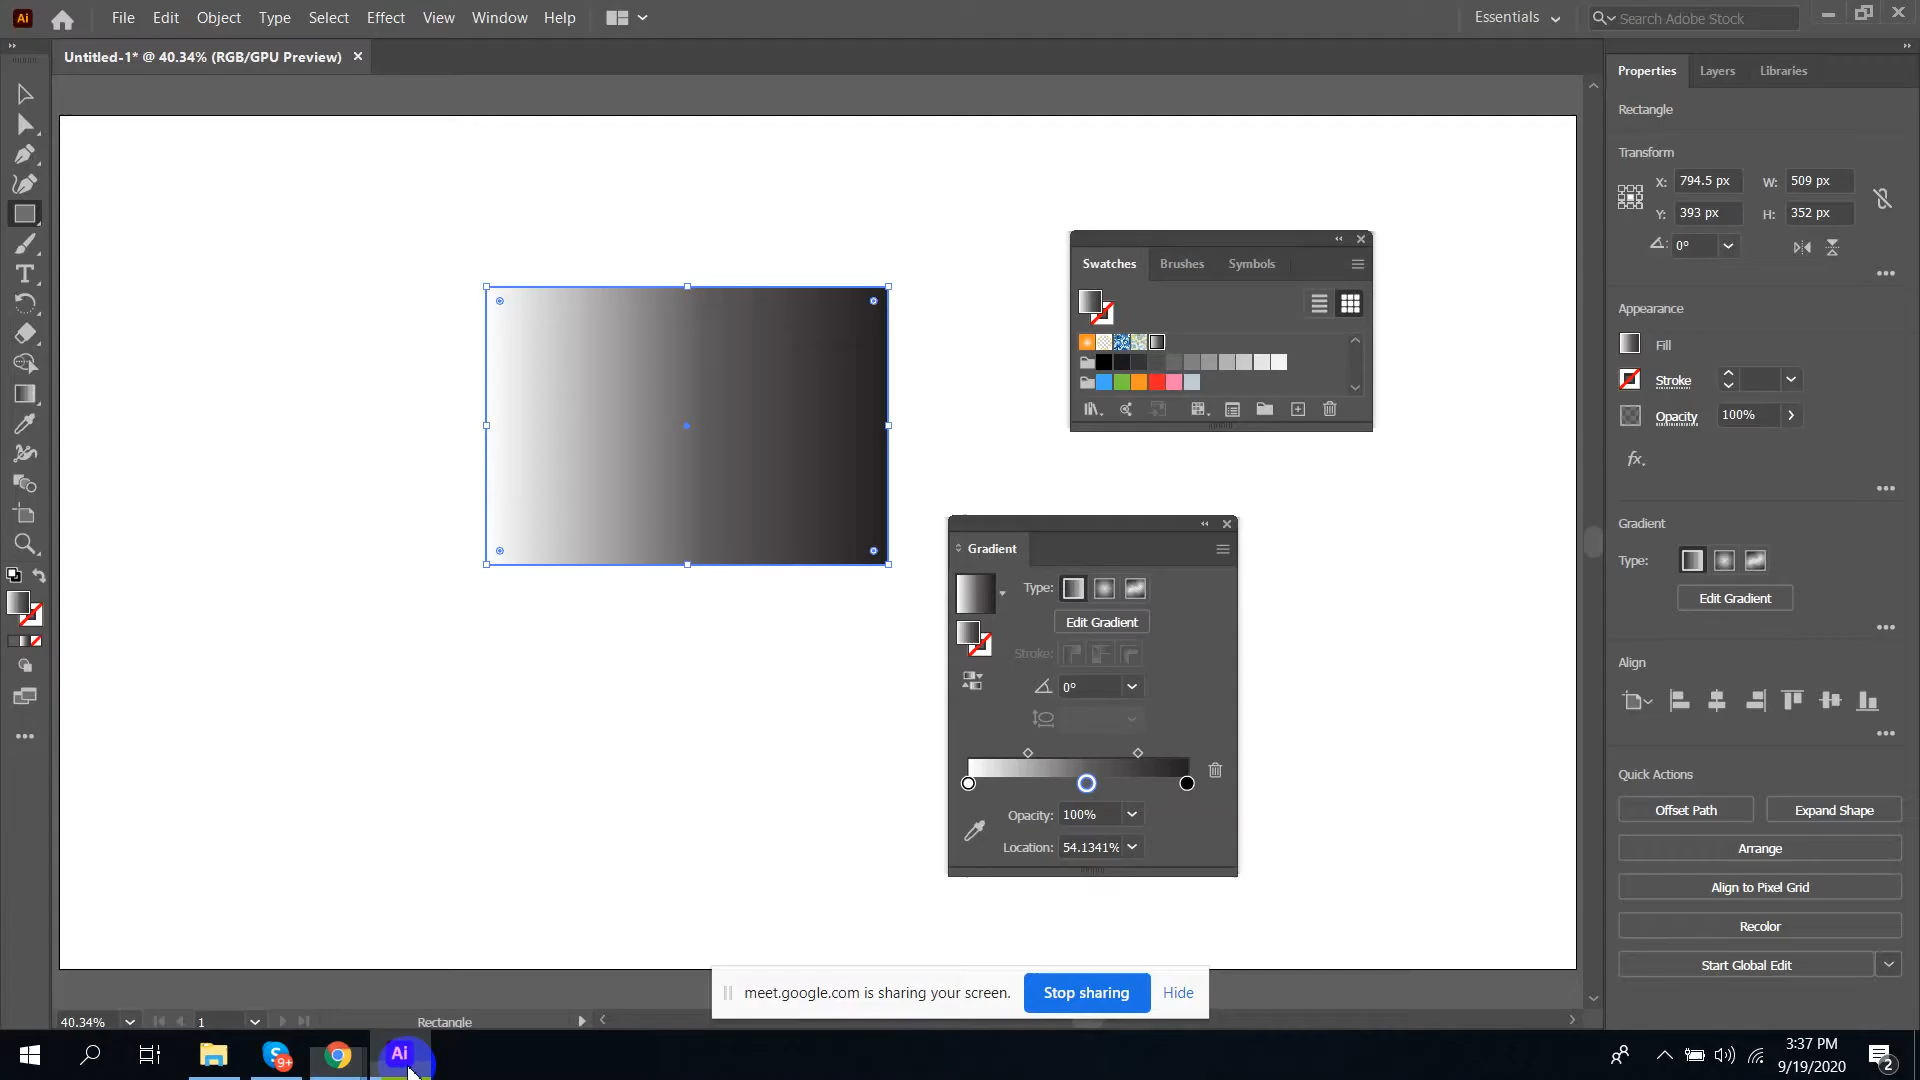 Ai File Edit Object Type Select Effect View Window Help Essentials Search Adobe Stock
Untitled-1* @ 40.34% (RGB/GPU Preview)
Properties Layers Libraries
Rectangle
Transform
X: 794.5 px W: 509 px
Y: 393 px H: 352 px
0°
Appearance
Fill
Stroke
Opacity 100%
fx.
Gradient
Type:
Edit Gradient
Align
Quick Actions
Offset Path Expand Shape
Arrange
Align to Pixel Grid
Recolor
Start Global Edit
Swatches Brushes Symbols
Gradient
Type:
Edit Gradient
Stroke:
0°
Opacity: 100%
Location: 54.1341%
meet.google.com is sharing your screen. Stop sharing Hide
40.34% 1 Rectangle
S 9+ Ai
3:37 PM
9/19/2020
2